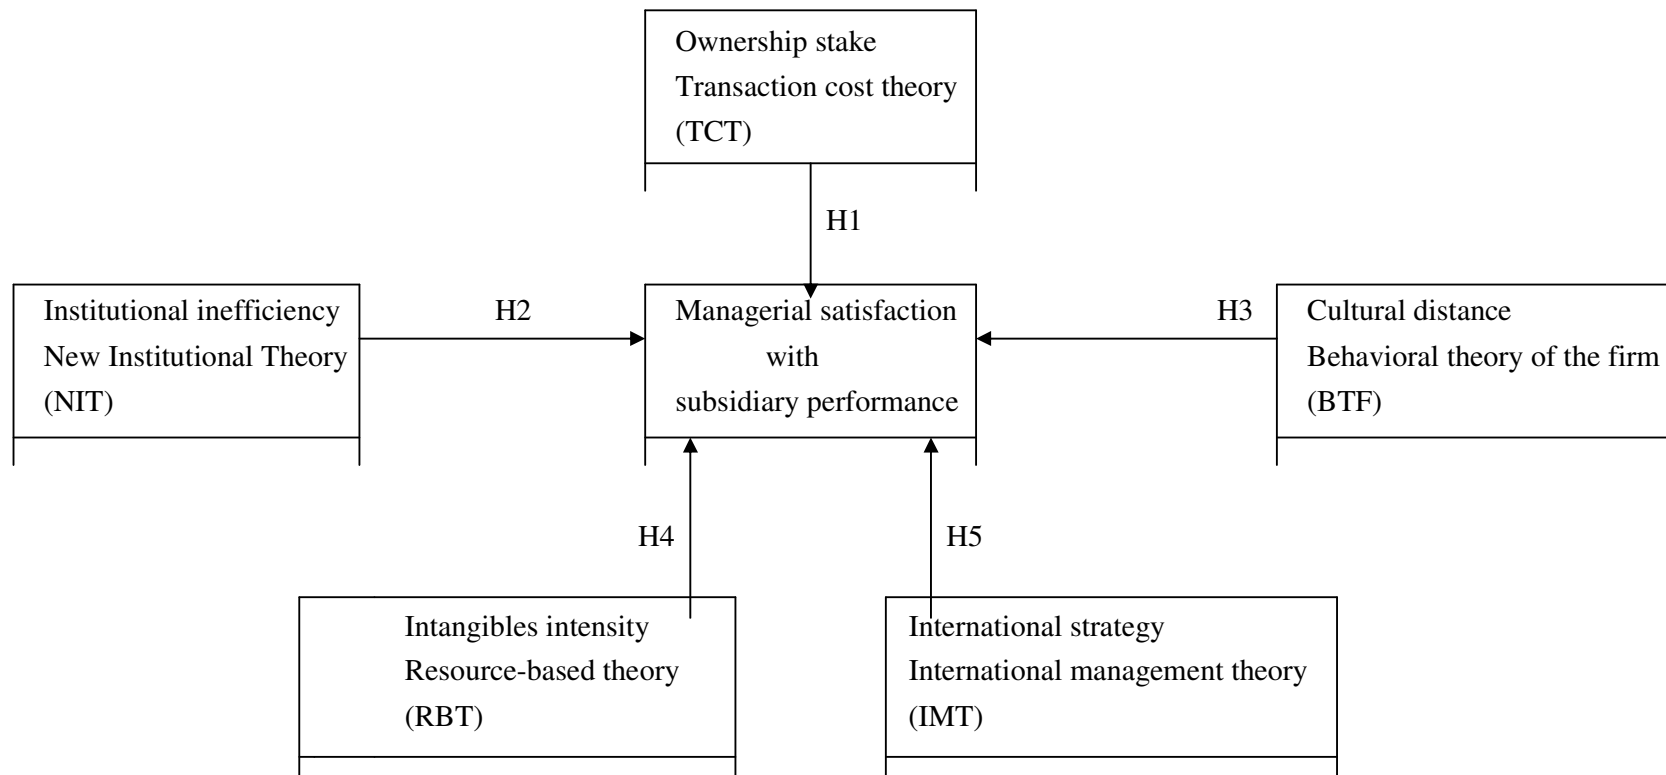 Ownership stake
Transaction cost theory
(TCT)
H1
Institutional inefficiency
New Institutional Theory
(NIT)
H2
Managerial satisfaction
with
subsidiary performance
H3
Cultural distance
Behavioral theory of the firm
(BTF)
H4
H5
Intangibles intensity
Resource-based theory
(RBT)
International strategy
International management theory
(IMT)